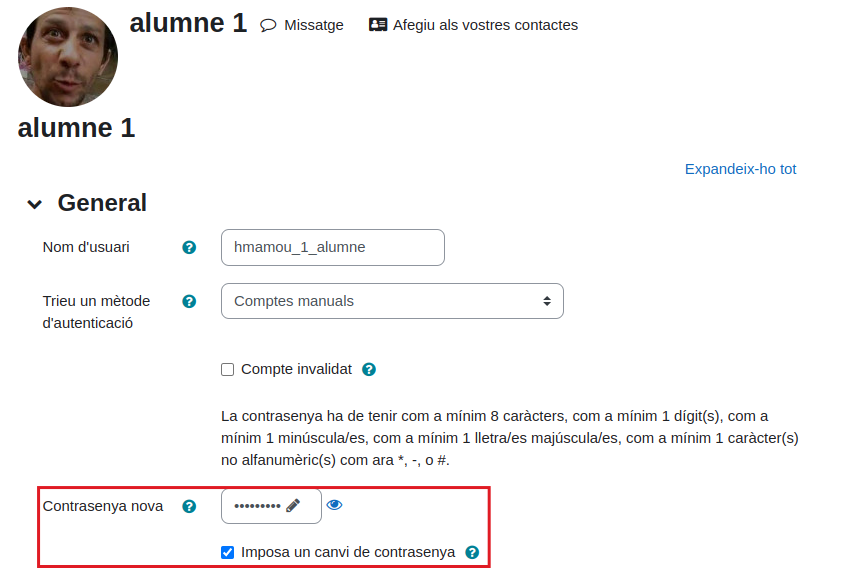 alumne 1 Missatge Afegiu als vostres contactes
alumne 1
Expandeix-ho tot
General
Nom d'usuari hmamou_1_alumne
Trieu un mètode d'autenticació Comptes manuals
Compte invalidat
La contrasenya ha de tenir com a mínim 8 caràcters, com a mínim 1 dígit(s), com a
mínim 1 minúscula/es, com a mínim 1 lletra/es majúscula/es, com a mínim 1 caràcter(s)
no alfanumèric(s) com ara *, -, o #.
Contrasenya nova •••••••••
Imposa un canvi de contrasenya